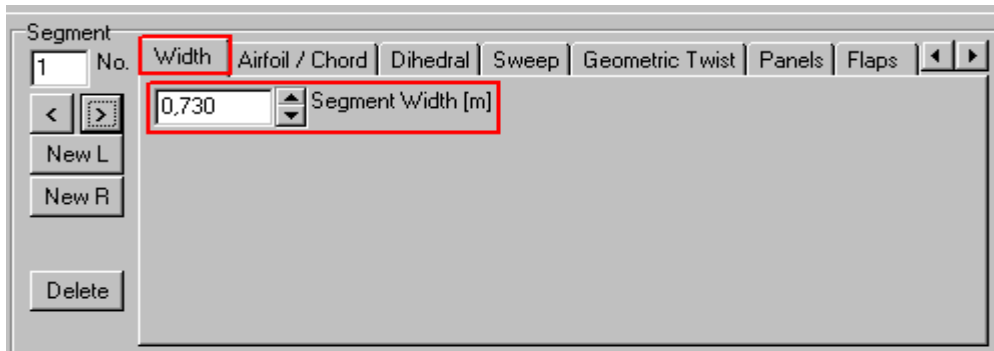 Segment
1 No. Width Airfoil / Chord Dihedral Sweep Geometric Twist Panels Flaps
0,730 Segment Width [m]
< >
New L
New R
Delete